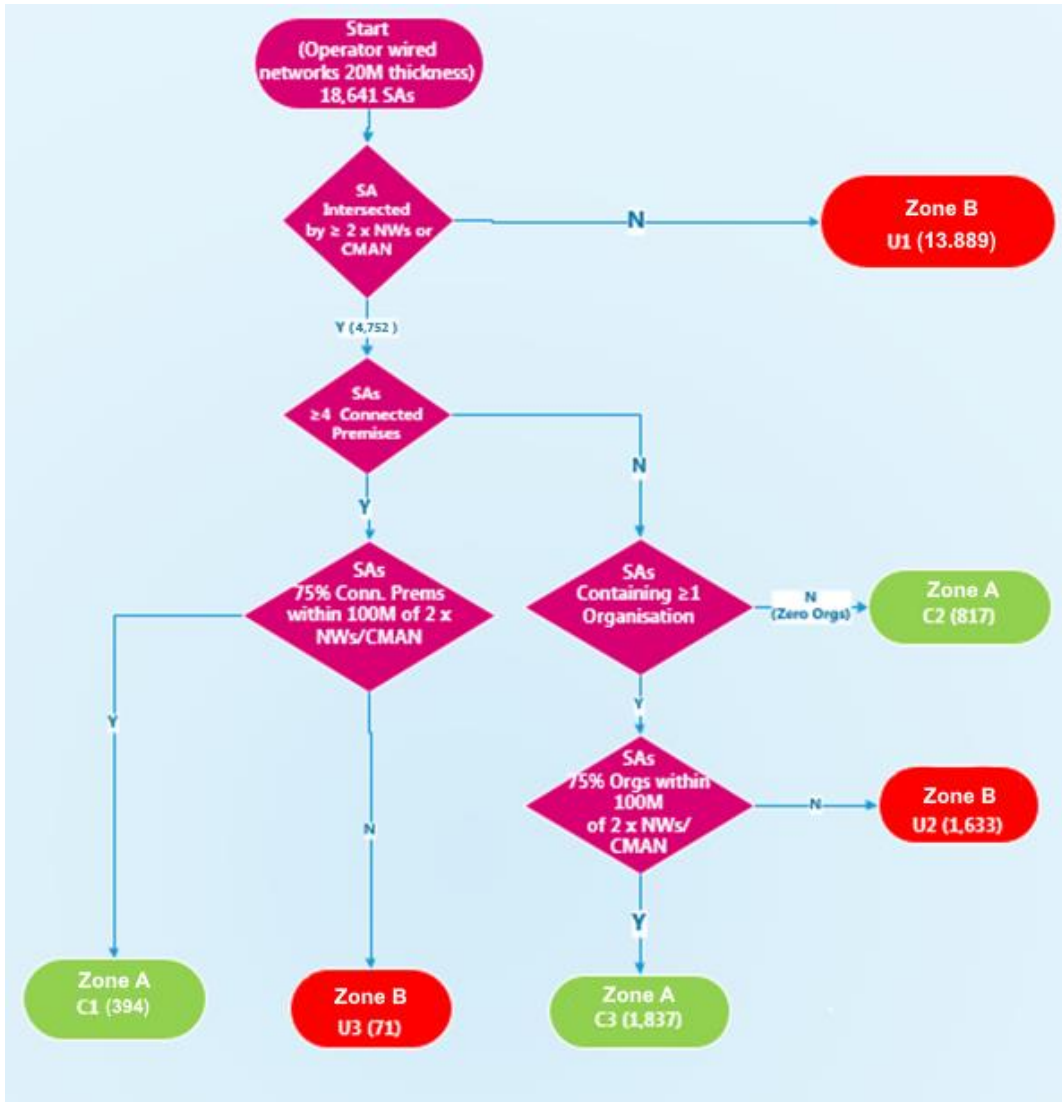 Start
(Operator wired
networks 20M thickness)
18,641 SAs
SA
Intersected
by ≥ 2 x NWs or
CMAN
N
Zone B
U1 (13.889)
Y (4,752 )
SAs
≥4 Connected
Premises
N
Y
SAs
75% Conn. Prems
within 100M of 2 x
NWs/CMAN
SAs
Containing ≥1
Organisation
N
(Zero Orgs)
Zone A
C2 (817)
Y
Y
SAs
75% Orgs within
100M
of 2 x NWs/
CMAN
N
Zone B
U2 (1,633)
N
Y
Zone A
C1 (394)
Zone B
U3 (71)
Zone A
C3 (1,837)